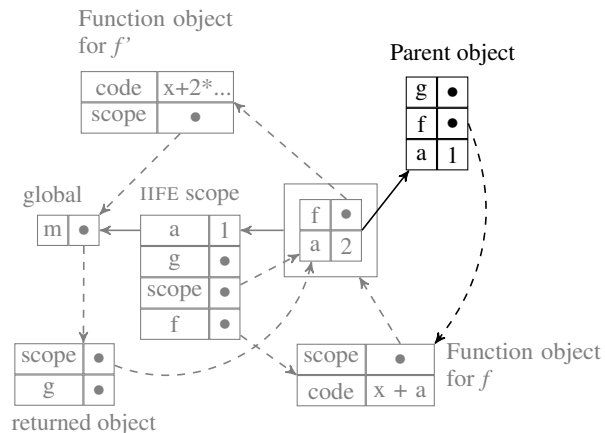 Function object
for f'
code x+2*...
scope •
Parent object
g •
f •
a 1
global
m •
IIFE scope
a 1
g •
scope •
f •
f •
a 2
scope •
g •
returned object
scope •
code x + a
Function object
for f